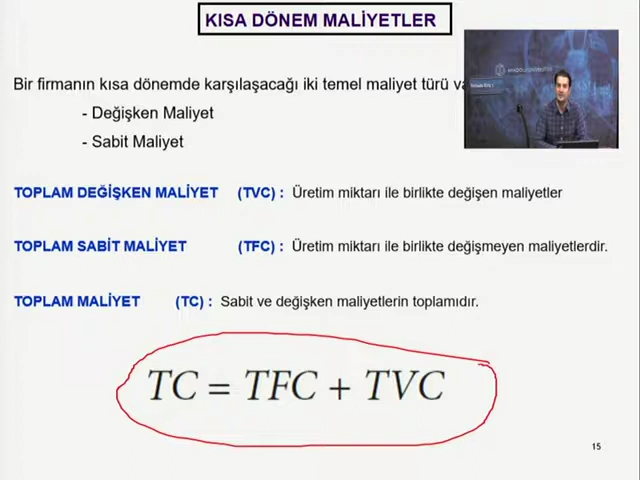 KISA DÖNEM MALİYETLER
Bir firmanın kısa dönemde karşılaşacağı iki temel maliyet türü va
- Değişken Maliyet
- Sabit Maliyet
TOPLAM DEĞİŞKEN MALİYET (TVC) : Üretim miktarı ile birlikte değişen maliyetler
TOPLAM SABİT MALİYET (TFC) : Üretim miktarı ile birlikte değişmeyen maliyetlerdir.
TOPLAM MALİYET (TC) : Sabit ve değişken maliyetlerin toplamıdır.
TC = TFC + TVC
15